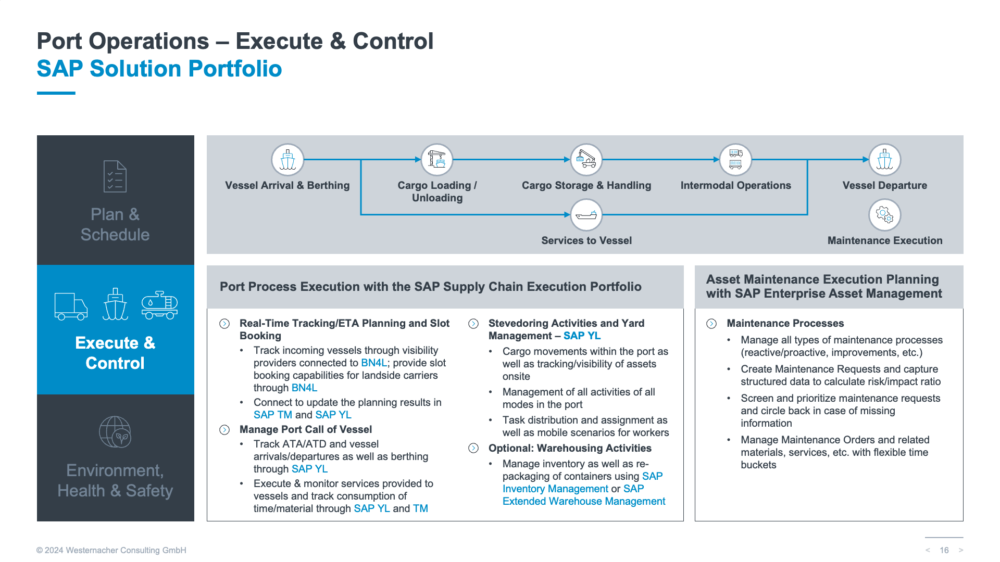 Port Operations – Execute & Control
SAP Solution Portfolio
Plan &
Schedule
Execute &
Control
Environment,
Health & Safety
Vessel Arrival & Berthing
Cargo Loading /
Unloading
Cargo Storage & Handling
Intermodal Operations
Vessel Departure
Services to Vessel
Maintenance Execution
Port Process Execution with the SAP Supply Chain Execution Portfolio
Real-Time Tracking/ETA Planning and Slot
Booking
• Track incoming vessels through visibility
providers connected to BN4L; provide slot
booking capabilities for landside carriers
through BN4L
• Connect to update the planning results in
SAP TM and SAP YL
Manage Port Call of Vessel
• Track ATA/ATD and vessel
arrivals/departures as well as berthing
through SAP YL
• Execute & monitor services provided to
vessels and track consumption of
time/material through SAP YL and TM
Stevedoring Activities and Yard
Management – SAP YL
• Cargo movements within the port as
well as tracking/visibility of assets
onsite
• Management of all activities of all
modes in the port
• Task distribution and assignment as
well as mobile scenarios for workers
Optional: Warehousing Activities
• Manage inventory as well as re-
packaging of containers using SAP
Inventory Management or SAP
Extended Warehouse Management
Asset Maintenance Execution Planning
with SAP Enterprise Asset Management
Maintenance Processes
• Manage all types of maintenance processes
(reactive/proactive, improvements, etc.)
• Create Maintenance Requests and capture
structured data to calculate risk/impact ratio
• Screen and prioritize maintenance requests
and circle back in case of missing
information
• Manage Maintenance Orders and related
materials, services, etc. with flexible time
buckets
© 2024 Westernacher Consulting GmbH
< 16 >